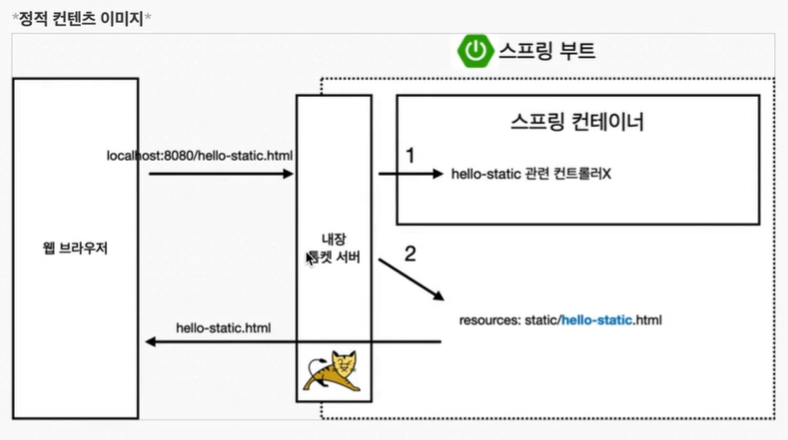 *정적 컨텐츠 이미지*
스프링 부트
스프링 컨테이너
localhost:8080/hello-static.html
1
hello-static 관련 컨트롤러X
웹 브라우저
내장
톰켓 서버
2
resources: static/hello-static.html
hello-static.html